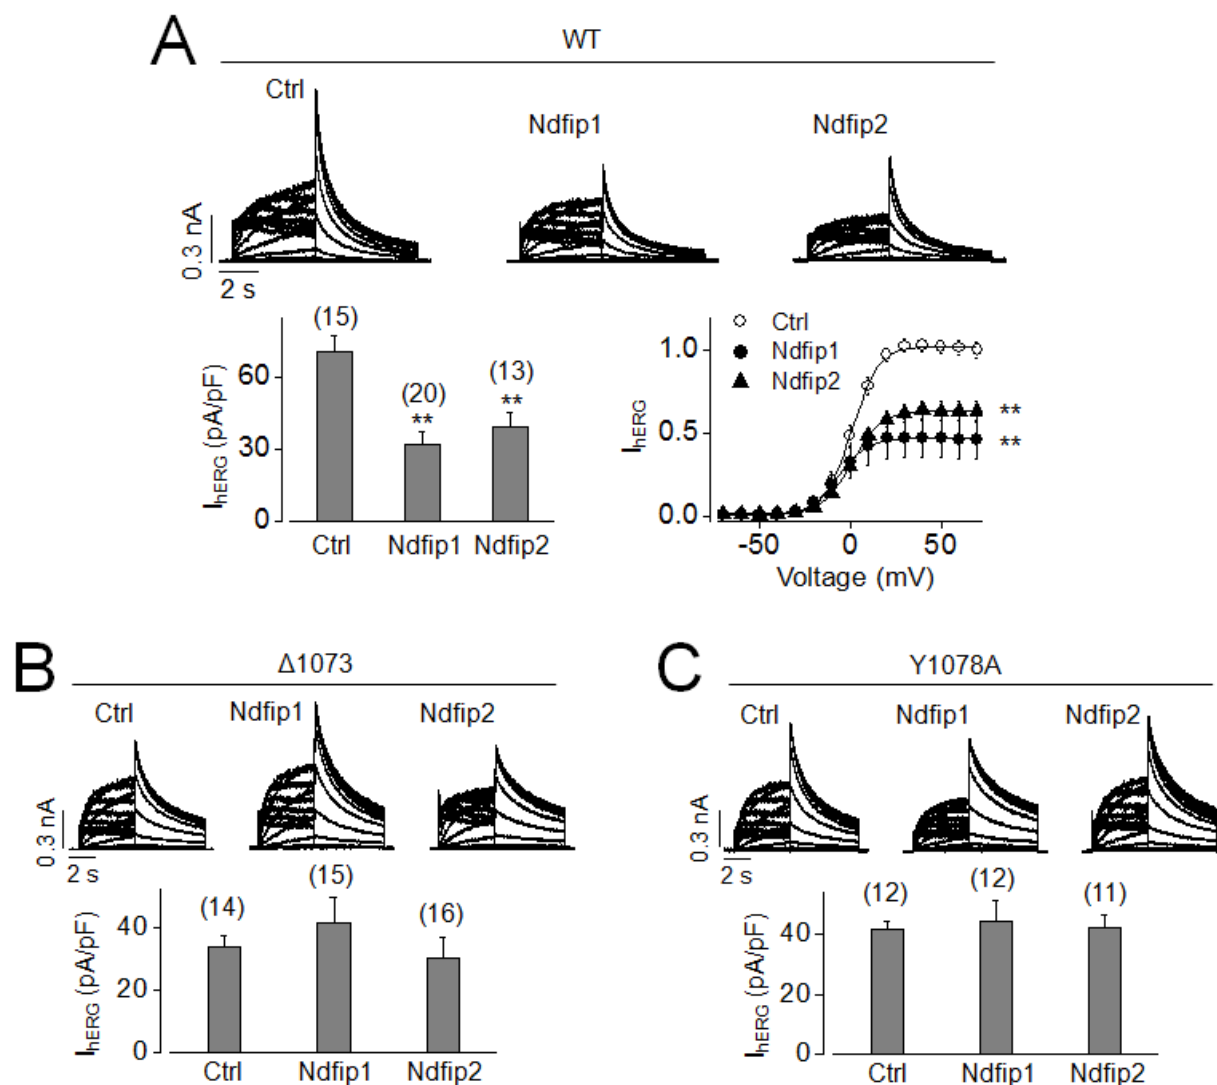 A
WT
Ctrl
Ndfip1
Ndfip2
0.3 nA
2 s
(15)
(20)
(13)
**
**
60
30
0
IhERG (pA/pF)
Ctrl
Ndfip1
Ndfip2
Ctrl
Ndfip1
Ndfip2
1.0
0.5
0.0
IhERG
**
**
-50
0
50
Voltage (mV)
B
Δ1073
Ctrl
Ndfip1
Ndfip2
0.3 nA
2 s
(14)
(15)
(16)
40
20
0
IhERG (pA/pF)
Ctrl
Ndfip1
Ndfip2
C
Y1078A
Ctrl
Ndfip1
Ndfip2
0.3 nA
2 s
(12)
(12)
(11)
40
20
0
IhERG (pA/pF)
Ctrl
Ndfip1
Ndfip2